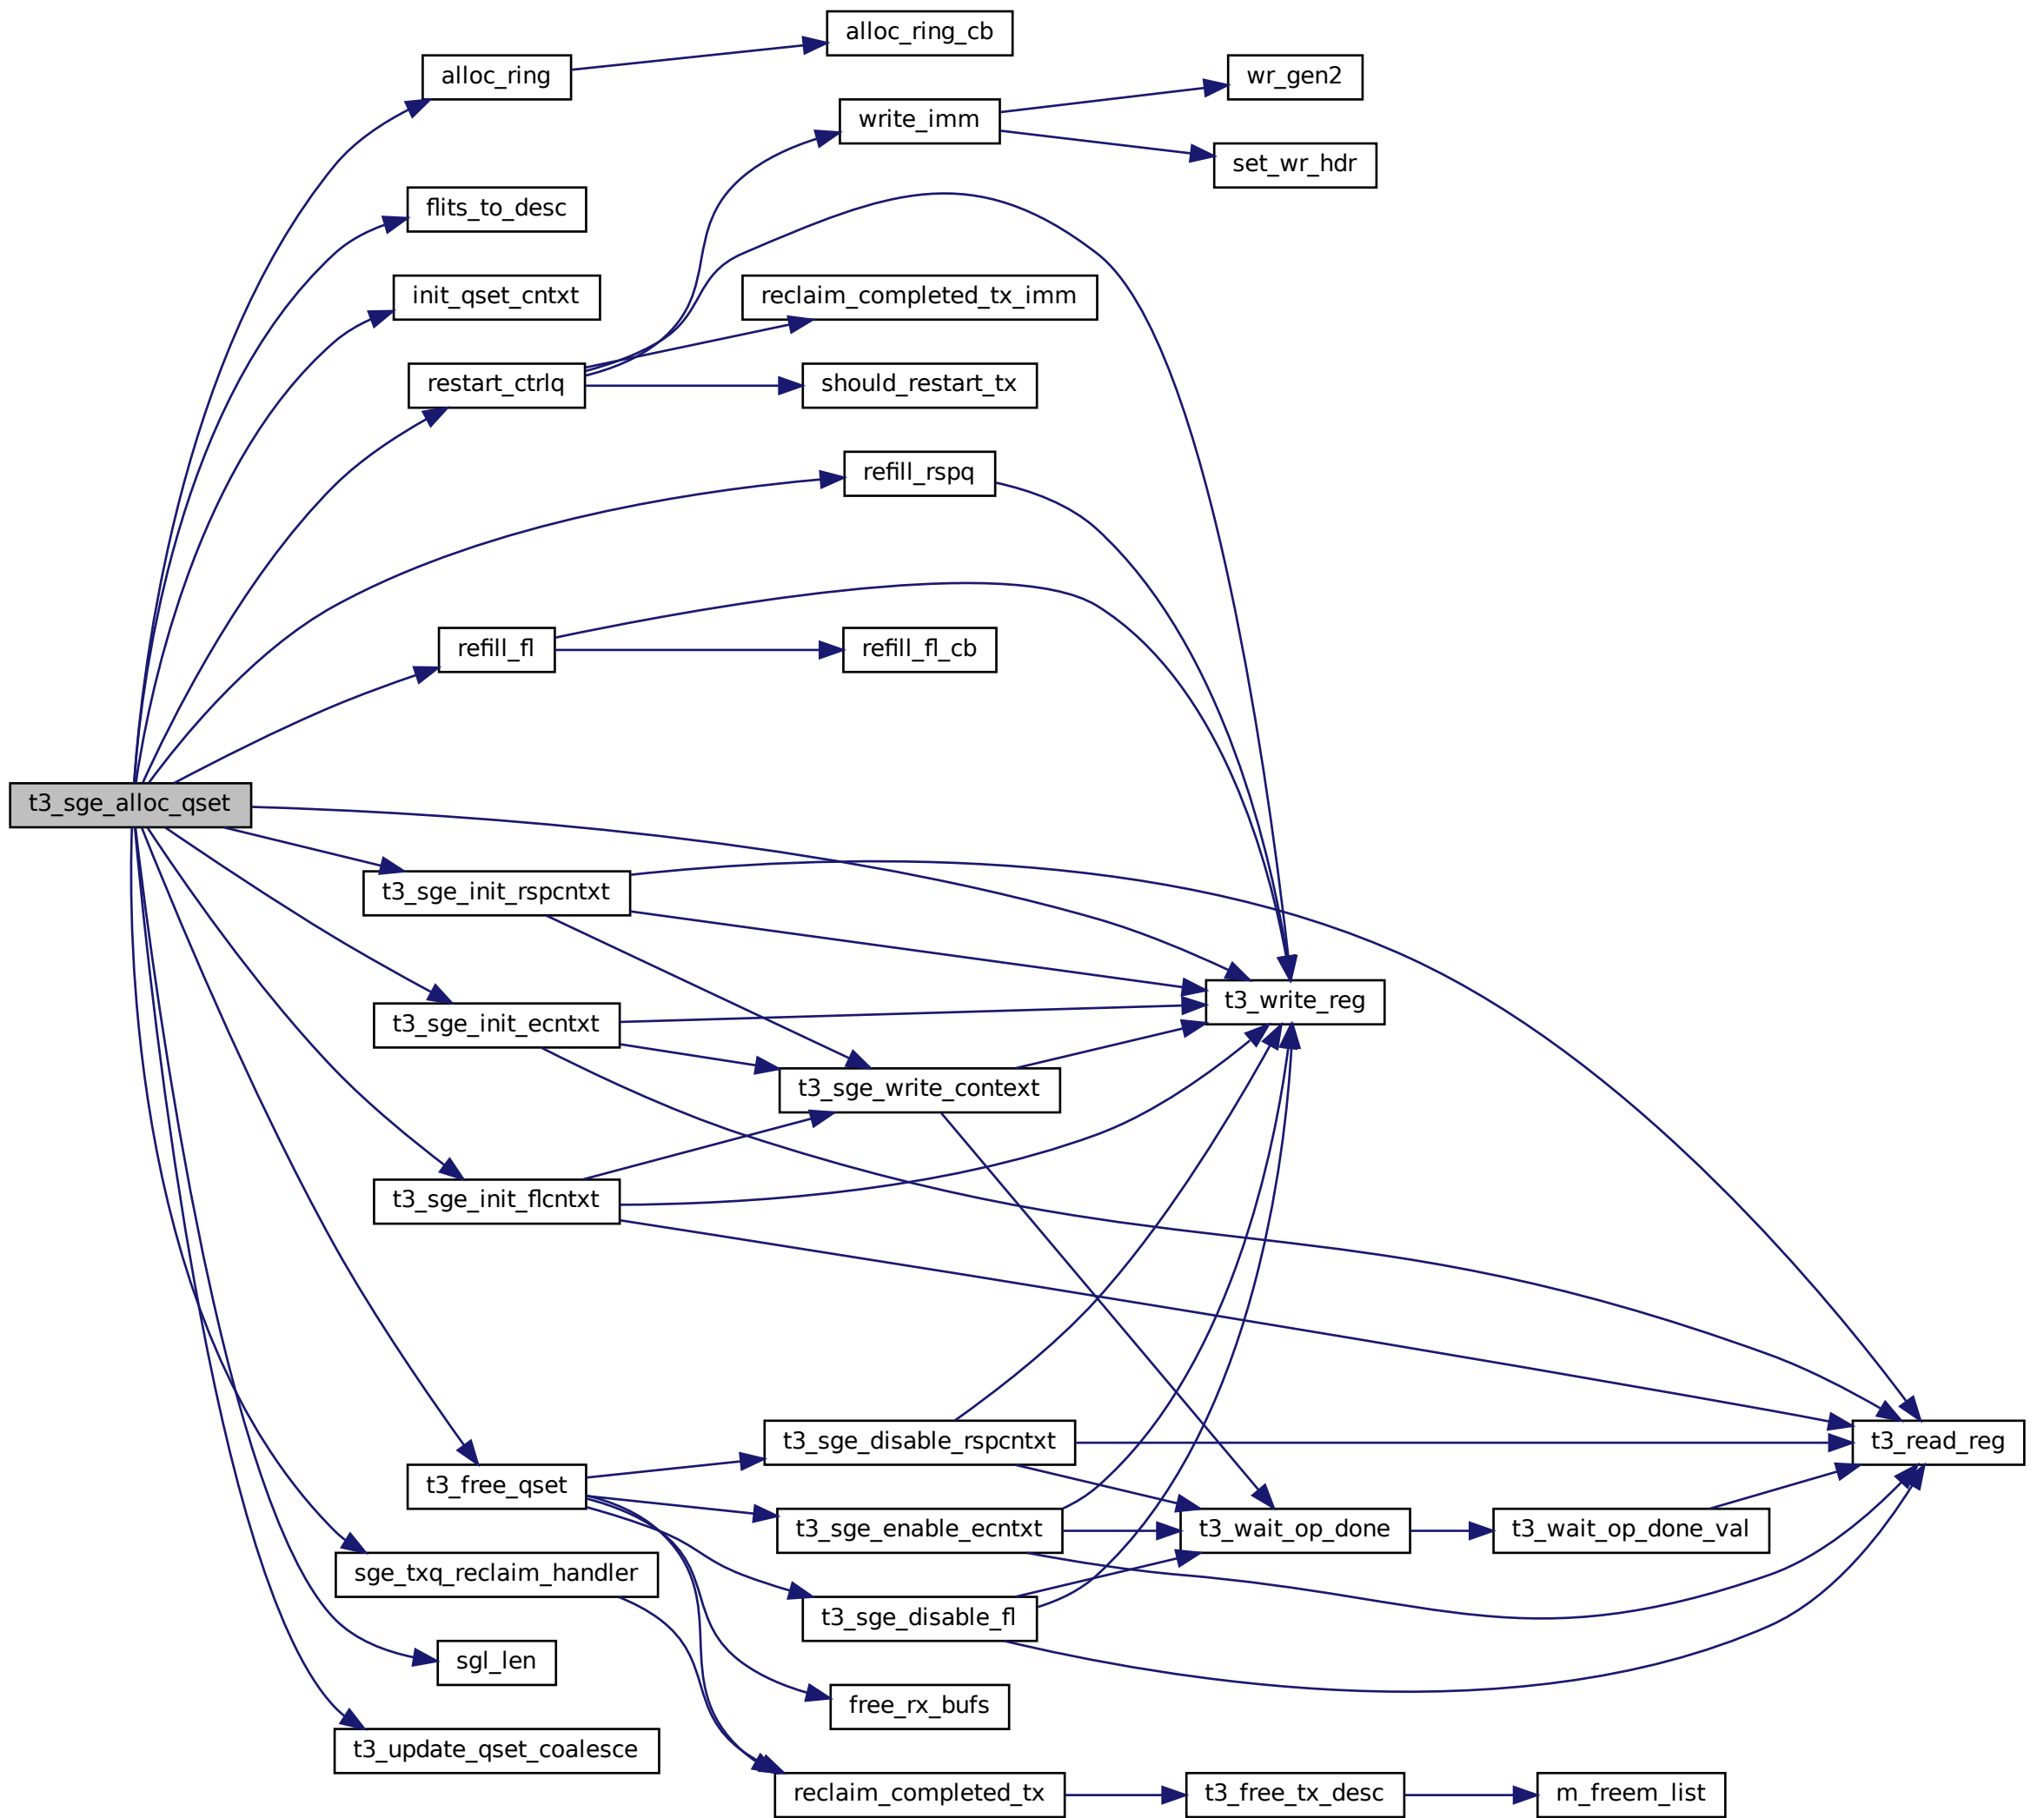 alloc_ring_cb
alloc_ring
wr_gen2
write_imm
set_wr_hdr
flits_to_desc
init_qset_cntxt
reclaim_completed_tx_imm
restart_ctrlq
should_restart_tx
refill_rspq
refill_fl
refill_fl_cb
t3_sge_alloc_qset
t3_sge_init_rspcntxt
t3_write_reg
t3_sge_init_ecntxt
t3_sge_write_context
t3_sge_init_flcntxt
t3_sge_disable_rspcntxt
t3_read_reg
t3_free_qset
t3_sge_enable_ecntxt
t3_wait_op_done
t3_wait_op_done_val
sge_txq_reclaim_handler
t3_sge_disable_fl
sgl_len
free_rx_bufs
t3_update_qset_coalesce
reclaim_completed_tx
t3_free_tx_desc
m_freem_list